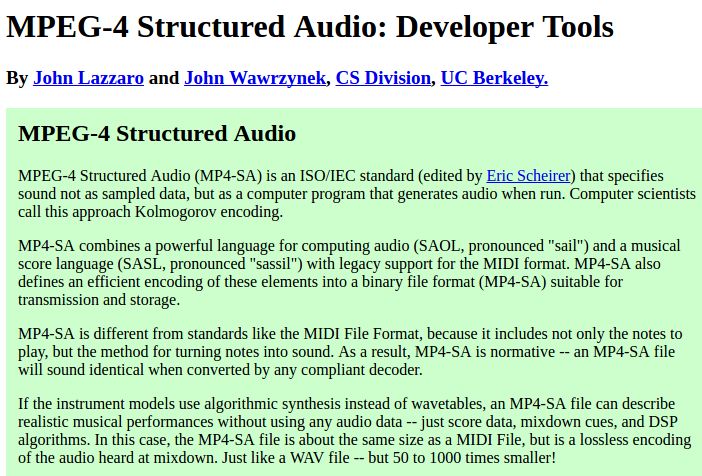 MPEG-4 Structured Audio: Developer Tools
By John Lazzaro and John Wawrzynek, CS Division, UC Berkeley.
MPEG-4 Structured Audio
MPEG-4 Structured Audio (MP4-SA) is an ISO/IEC standard (edited by Eric Scheirer) that specifies
sound not as sampled data, but as a computer program that generates audio when run. Computer scientists
call this approach Kolmogorov encoding.
MP4-SA combines a powerful language for computing audio (SAOL, pronounced "sail") and a musical
score language (SASL, pronounced "sassil") with legacy support for the MIDI format. MP4-SA also
defines an efficient encoding of these elements into a binary file format (MP4-SA) suitable for
transmission and storage.
MP4-SA is different from standards like the MIDI File Format, because it includes not only the notes to
play, but the method for turning notes into sound. As a result, MP4-SA is normative -- an MP4-SA file
will sound identical when converted by any compliant decoder.
If the instrument models use algorithmic synthesis instead of wavetables, an MP4-SA file can describe
realistic musical performances without using any audio data -- just score data, mixdown cues, and DSP
algorithms. In this case, the MP4-SA file is about the same size as a MIDI File, but is a lossless encoding
of the audio heard at mixdown. Just like a WAV file -- but 50 to 1000 times smaller!